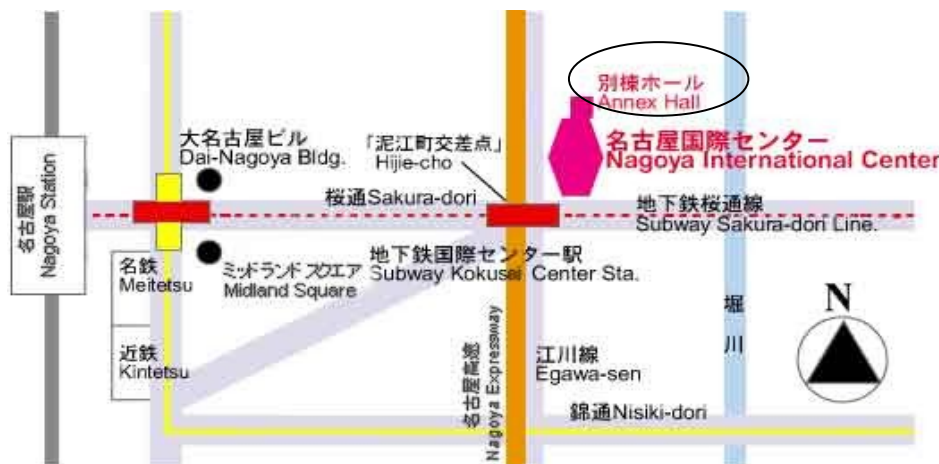 別棟ホール
Annex Hall
大名古屋ビル
Dai-Nagoya Bldg.
「泥江町交差点」
Hijie-cho
名古屋国際センター
Nagoya International Center
名古屋駅
Nagoya Station
桜通Sakura-dori
地下鉄桜通線
Subway Sakura-dori Line.
名鉄
Meitetsu
ミッドランドスクエア
Midland Square
地下鉄国際センター駅
Subway Kokusai Center Sta.
堀川
N
近鉄
Kintetsu
名古屋高速
Nagoya Expressway
江川線
Egawa-sen
錦通Nisiki-dori